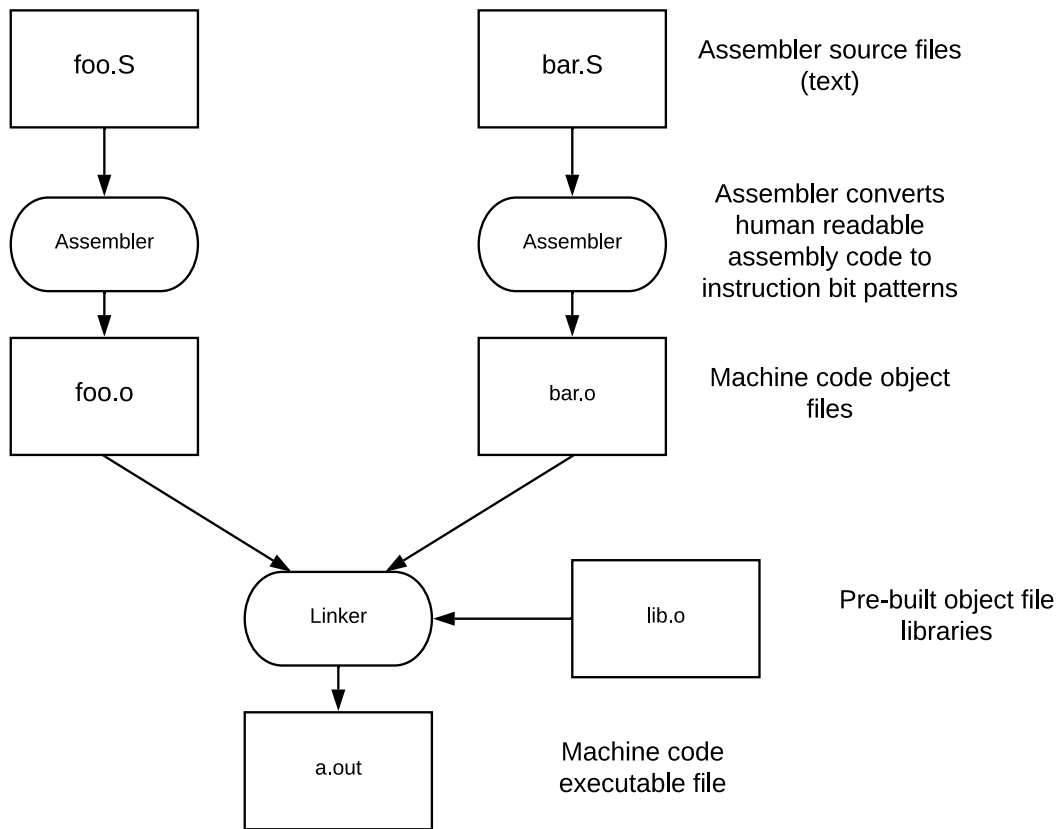 foo.S
bar.S
Assembler source files
(text)
Assembler
Assembler
Assembler converts
human readable
assembly code to
instruction bit patterns
foo.o
bar.o
Machine code object
files
Linker
lib.o
Pre-built object file
libraries
a.out
Machine code
executable file